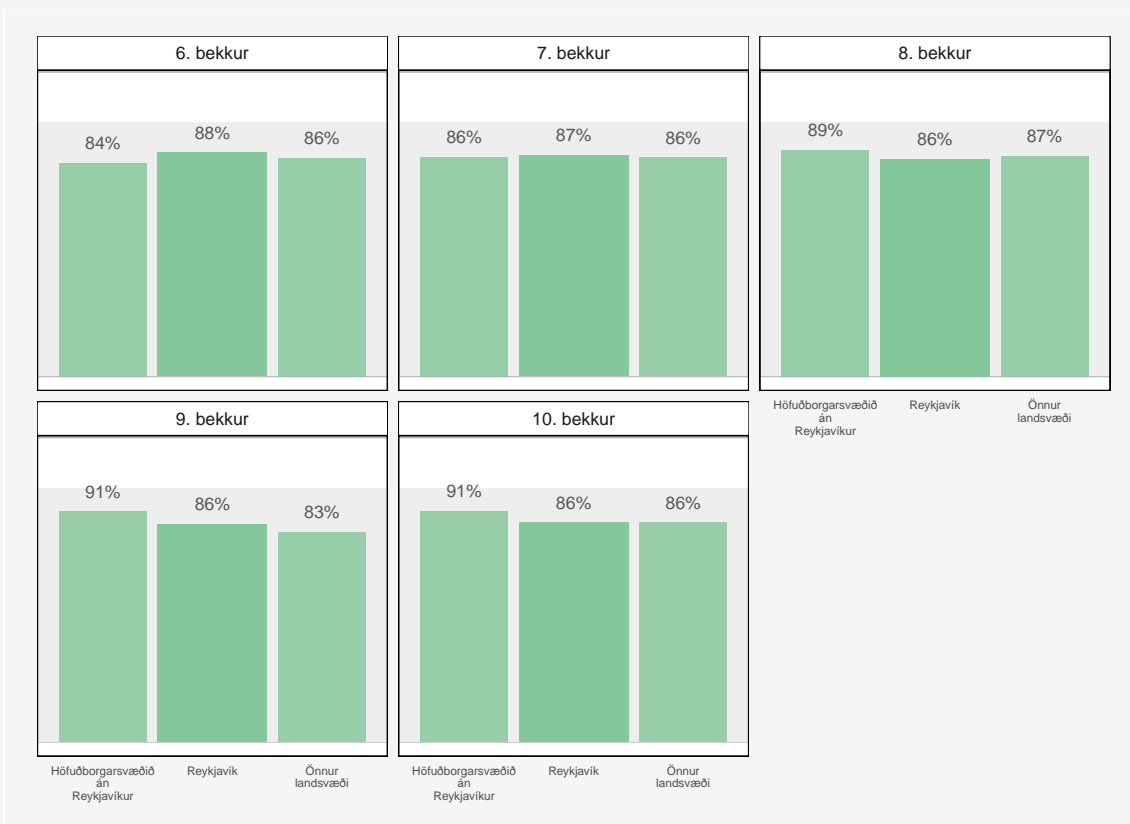 6. bekkur
84%
88%
86%
7. bekkur
86%
87%
86%
8. bekkur
89%
86%
87%
Höfuðborgarsvæðið
án
Reykjavíkur
Reykjavík
Önnur
landsvæði
9. bekkur
91%
86%
83%
Höfuðborgarsvæðið
án
Reykjavíkur
Reykjavík
Önnur
landsvæði
10. bekkur
91%
86%
86%
Höfuðborgarsvæðið
án
Reykjavíkur
Reykjavík
Önnur
landsvæði